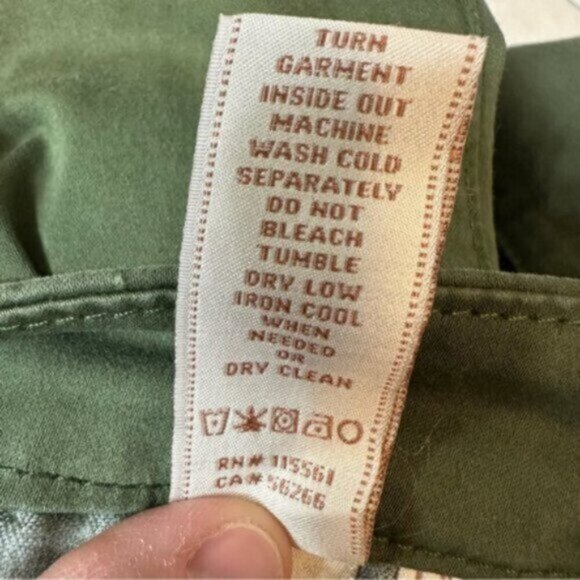 TURN
GARMENT
INSIDE OUT
MACHINE
WASH COLD
SEPARATELY
DO NOT
BLEACH
TUMBLE
DRY LOW
IRON COOL
WHEN
NEEDED
OR
DRY CLEAN
RN# 115561
CA# 56266